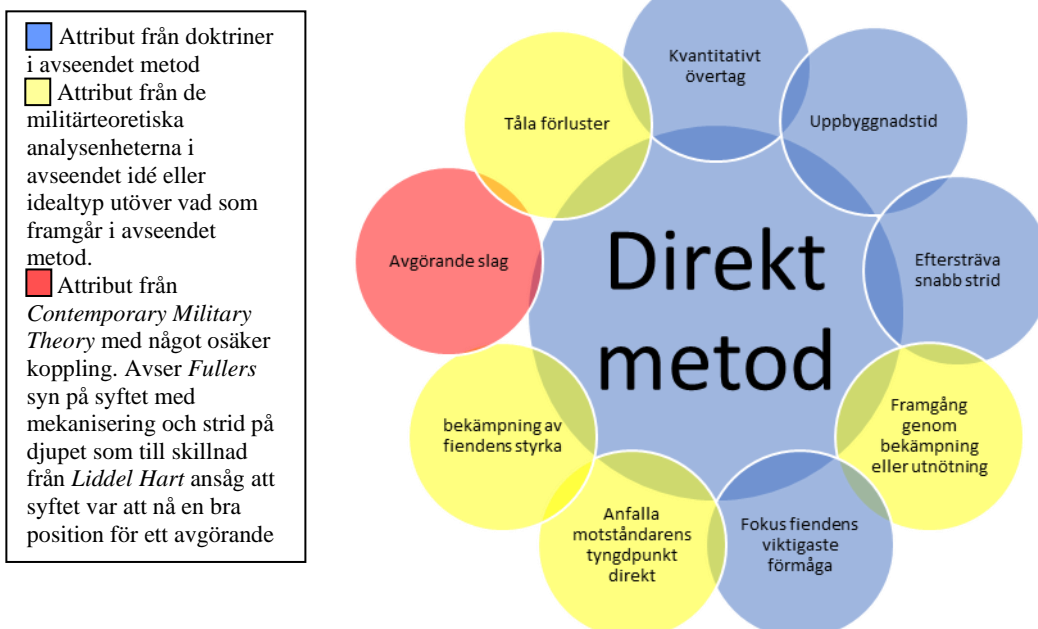 Attribut från doktriner
i avseendet metod
Attribut från de
militärteoretiska
analysenheterna i
avseendet idé eller
idealtyp utöver vad som
framgår i avseendet
metod.
Attribut från
Contemporary Military
Theory med något osäker
koppling. Avser Fullers
syn på syftet med
mekanisering och strid på
djupet som till skillnad
från Liddel Hart ansåg att
syftet var att nå en bra
position för ett avgörande
Kvantitativt
övertag
Uppbyggnadstid
Eftersträva
snabb strid
Framgång
genom
bekämpning
eller utnötning
Fokus fiendens
viktigaste
förmåga
Anfalla
motståndarens
tyngdpunkt
direkt
bekämpning av
fiendens styrka
Avgörande slag
Tåla förluster
Direkt
metod